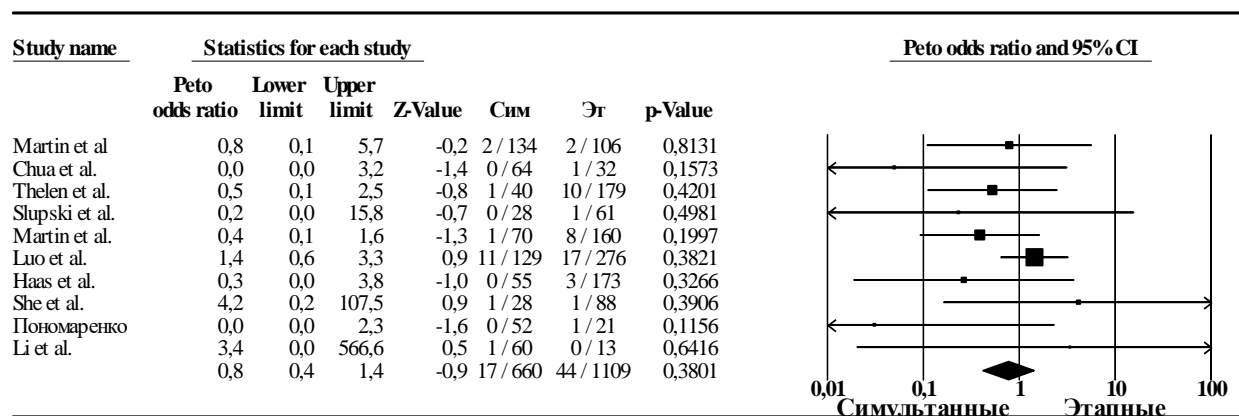 Study name Statistics for each study Peto odds ratio and 95% CI
Peto Lower Upper
odds ratio limit limit Z-Value Сим Эт p-Value
Martin et al 0,8 0,1 5,7 -0,2 2 / 134 2 / 106 0,8131
Chua et al. 0,0 0,0 3,2 -1,4 0 / 64 1 / 32 0,1573
Thelen et al. 0,5 0,1 2,5 -0,8 1 / 40 10 / 179 0,4201
Slupski et al. 0,2 0,0 15,8 -0,7 0 / 28 1 / 61 0,4981
Martin et al. 0,4 0,1 1,6 -1,3 1 / 70 8 / 160 0,1997
Luo et al. 1,4 0,6 3,3 0,9 11 / 129 17 / 276 0,3821
Haas et al. 0,3 0,0 3,8 -1,0 0 / 55 3 / 173 0,3266
She et al. 4,2 0,2 107,5 0,9 1 / 28 1 / 88 0,3906
Пономаренко 0,0 0,0 2,3 -1,6 0 / 52 1 / 21 0,1156
Li et al. 3,4 0,0 566,6 0,5 1 / 60 0 / 13 0,6416
0,8 0,4 1,4 -0,9 17 / 660 44 / 1109 0,3801
0,01 0,1 1 10 100
Симультанные Этапные